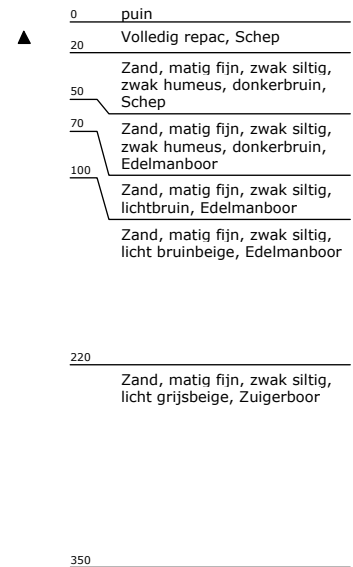 0 puin
Volledig repac, Schep
20
Zand, matig fijn, zwak siltig,
zwak humeus, donkerbruin,
Schep
50
Zand, matig fijn, zwak siltig,
zwak humeus, donkerbruin,
Edelmanboor
70
Zand, matig fijn, zwak siltig,
lichtbruin, Edelmanboor
100
Zand, matig fijn, zwak siltig,
licht bruinbeige, Edelmanboor
220
Zand, matig fijn, zwak siltig,
licht grijsbeige, Zuigerboor
350